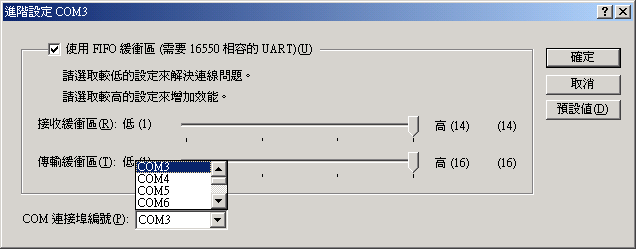 進階設定 COM3
使用 FIFO 緩衝區 (需要 16550 相容的 UART)(U)
請選取較低的設定來解決連線問題。
請選取較高的設定來增加效能。
接收緩衝區(R): 低 (1) 高 (14) (14)
傳輸緩衝區(T): 低 (1) 高 (16) (16)
COM3
COM4
COM5
COM6
COM 連接埠編號(P): COM3
確定
取消
預設值(D)